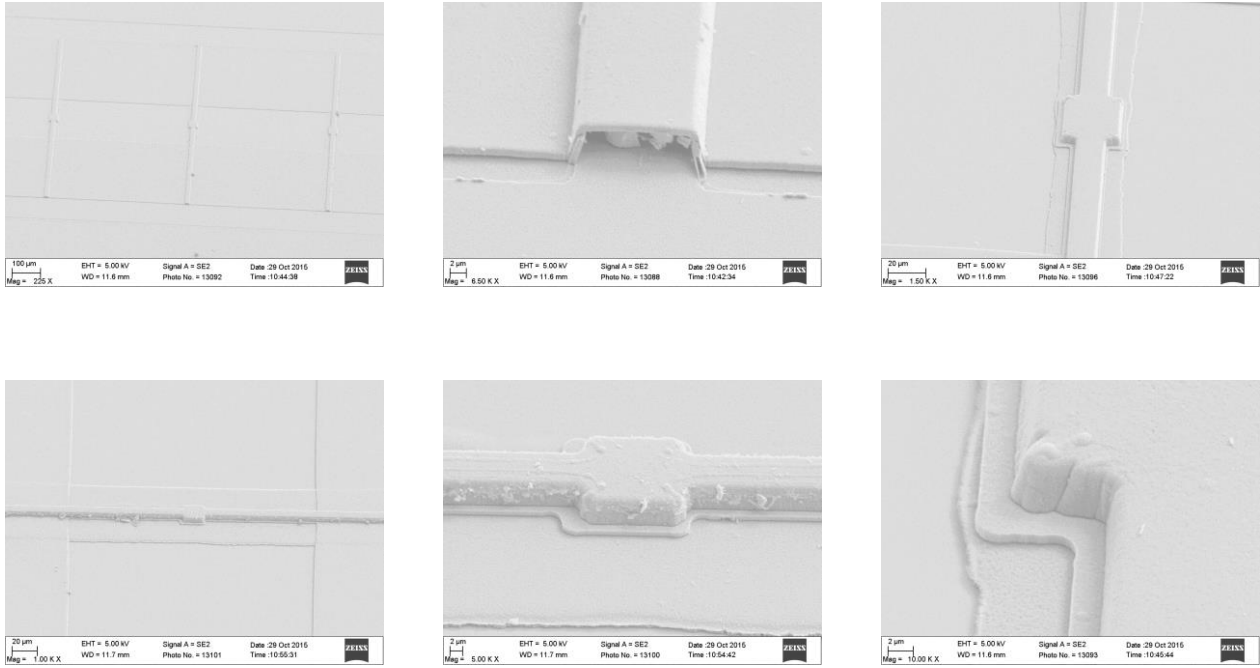 100 µm
Mag = 225 X
EHT = 5.00 kV
WD = 11.6 mm
Signal A = SE2
Photo No. = 13092
Date :29 Oct 2015
Time :10:44:38
ZEISS
2 µm
Mag = 6.50 K X
EHT = 5.00 kV
WD = 11.6 mm
Signal A = SE2
Photo No. = 13088
Date :29 Oct 2015
Time :10:42:34
ZEISS
20 µm
Mag = 1.50 K X
EHT = 5.00 kV
WD = 11.6 mm
Signal A = SE2
Photo No. = 13096
Date :29 Oct 2015
Time :10:47:22
ZEISS
20 µm
Mag = 1.00 K X
EHT = 5.00 kV
WD = 11.7 mm
Signal A = SE2
Photo No. = 13101
Date :29 Oct 2015
Time :10:55:31
ZEISS
2 µm
Mag = 5.00 K X
EHT = 5.00 kV
WD = 11.7 mm
Signal A = SE2
Photo No. = 13100
Date :29 Oct 2015
Time :10:54:42
ZEISS
2 µm
Mag = 10.00 K X
EHT = 5.00 kV
WD = 11.6 mm
Signal A = SE2
Photo No. = 13093
Date :29 Oct 2015
Time :10:45:44
ZEISS